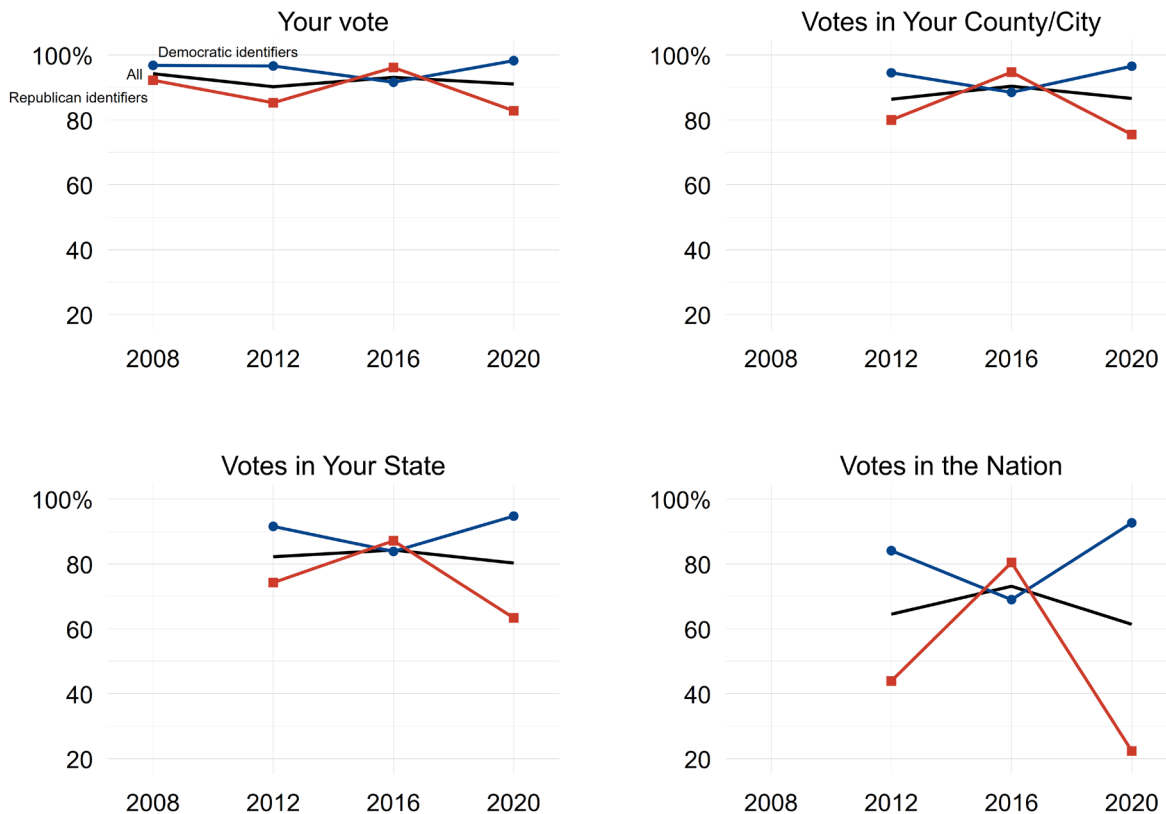 Your vote
100%
80
60
40
20
Democratic identifiers
All
Republican identifiers
2008 2012 2016 2020
Votes in Your County/City
100%
80
60
40
20
2008 2012 2016 2020
Votes in Your State
100%
80
60
40
20
2008 2012 2016 2020
Votes in the Nation
100%
80
60
40
20
2008 2012 2016 2020